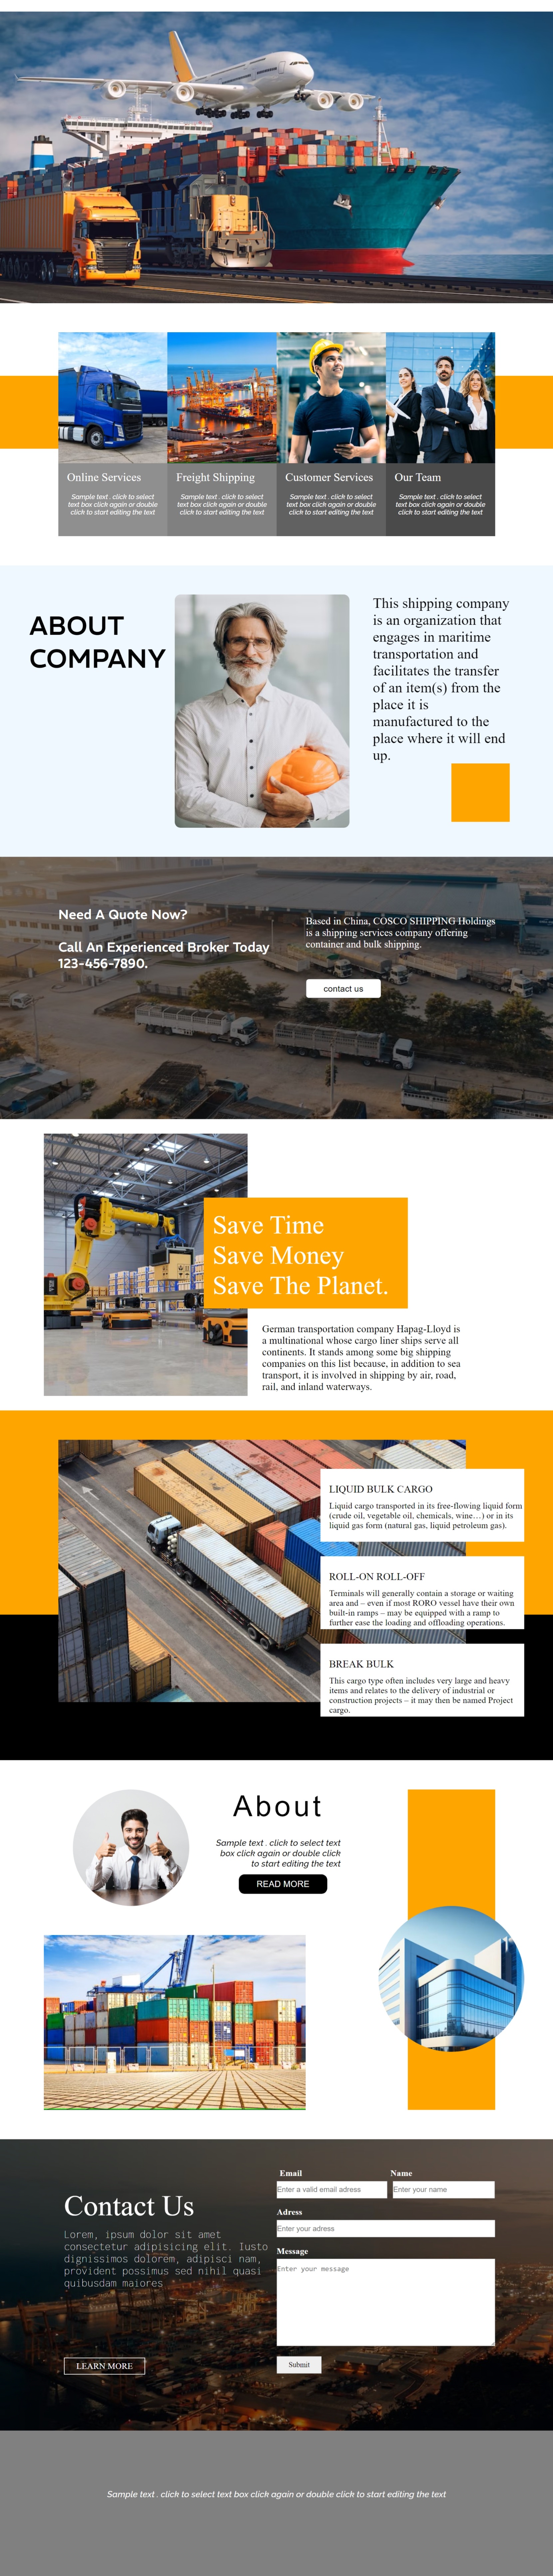 Online Services
Sample text . click to select
text box click again or double
click to start editing the text
Freight Shipping
Sample text . click to select
text box click again or double
click to start editing the text
Customer Services
Sample text . click to select
text box click again or double
click to start editing the text
Our Team
Sample text . click to select
text box click again or double
click to start editing the text
ABOUT
COMPANY
This shipping company
is an organization that
engages in maritime
transportation and
facilitates the transfer
of an item(s) from the
place it is
manufactured to the
place where it will end
up.
Need A Quote Now?
Call An Experienced Broker Today
123-456-7890.
Based in China, COSCO SHIPPING Holdings
is a shipping services company offering
container and bulk shipping.
contact us
Save Time
Save Money
Save The Planet.
German transportation company Hapag-Lloyd is
a multinational whose cargo liner ships serve all
continents. It stands among some big shipping
companies on this list because, in addition to sea
transport, it is involved in shipping by air, road,
rail, and inland waterways.
LIQUID BULK CARGO
Liquid cargo transported in its free-flowing liquid form
(crude oil, vegetable oil, chemicals, wine…) or in its
liquid gas form (natural gas, liquid petroleum gas).
ROLL-ON ROLL-OFF
Terminals will generally contain a storage or waiting
area and – even if most RORO vessel have their own
built-in ramps – may be equipped with a ramp to
further ease the loading and offloading operations.
BREAK BULK
This cargo type often includes very large and heavy
items and relates to the delivery of industrial or
construction projects – it may then be named Project
cargo.
About
Sample text . click to select text
box click again or double click
to start editing the text
READ MORE
Contact Us
Lorem, ipsum dolor sit amet
consectetur adipisicing elit. Iusto
dignissimos dolorem, adipisci nam,
provident possimus sed nihil quasi
quibusdam maiores
LEARN MORE
Email
Name
Enter a valid email adress
Enter your name
Adress
Enter your adress
Message
Enter your message
Submit
Sample text . click to select text box click again or double click to start editing the text